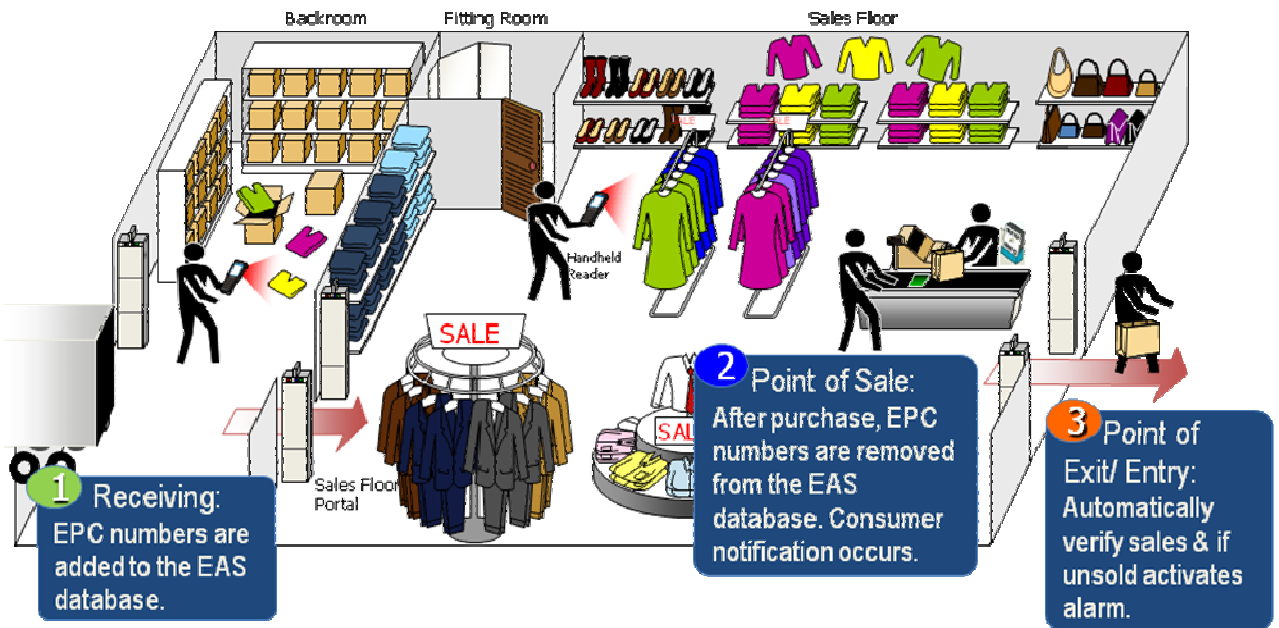 Backroom
Fitting Room
Sales Floor
SALE
SALE
Handheld
Reader
SALE
Sales Floor
Portal
1
Receiving:
EPC numbers are
added to the EAS
database.
2
Point of Sale:
After purchase, EPC
numbers are removed
from the EAS
database. Consumer
notification occurs.
SAL
3
Point of
Exit/ Entry:
Automatically
verify sales & if
unsold activates
alarm.